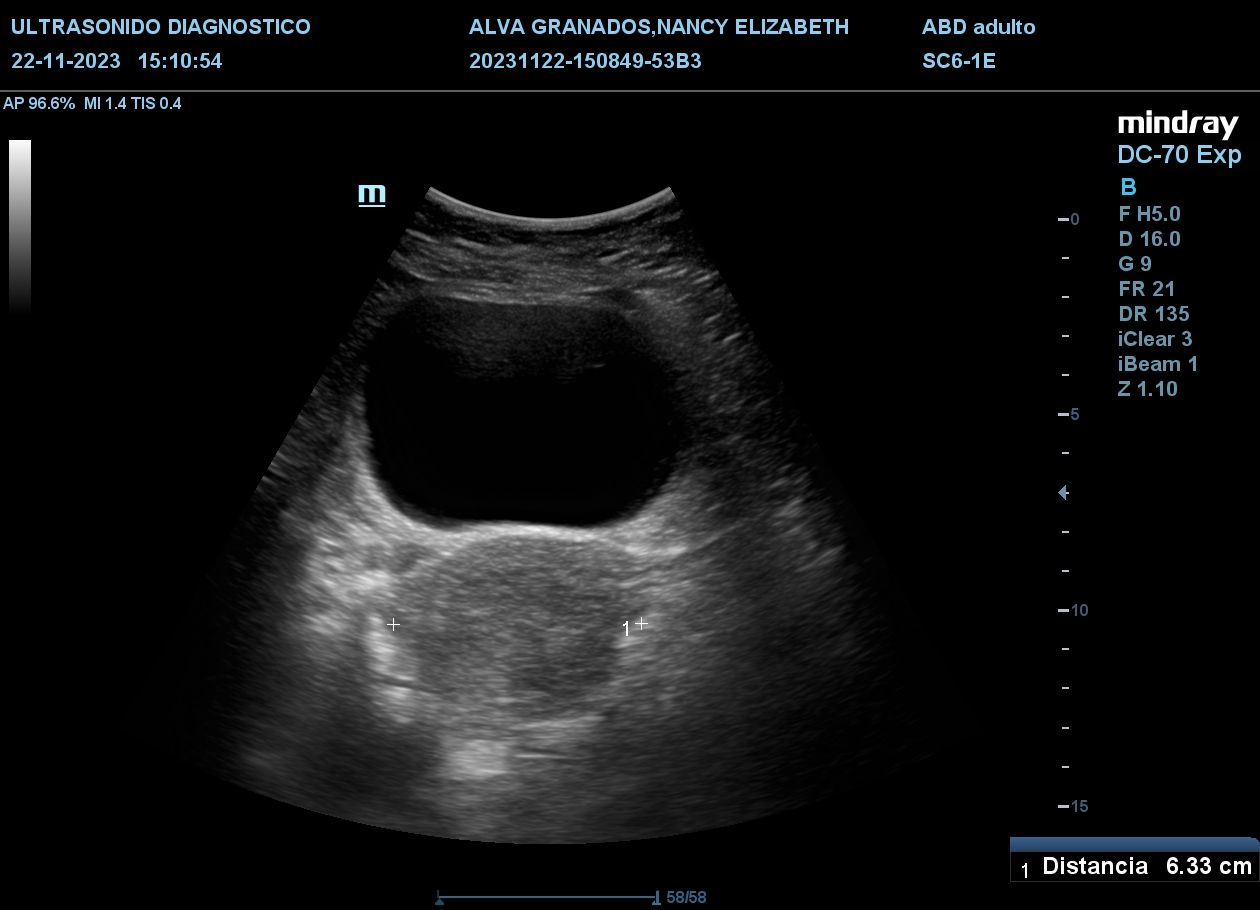 ULTRASONIDO DIAGNOSTICO ALVA GRANADOS,NANCY ELIZABETH ABD adulto
22-11-2023 15:10:54 20231122-150849-53B3 SC6-1E
AP 96.6% MI 1.4 TIS 0.4
mindray
DC-70 Exp
m
B
F H5.0
D 16.0
G 9
FR 21
DR 135
iClear 3
iBeam 1
Z 1.10
0
5
10
15
1
1 Distancia 6.33 cm
58/58